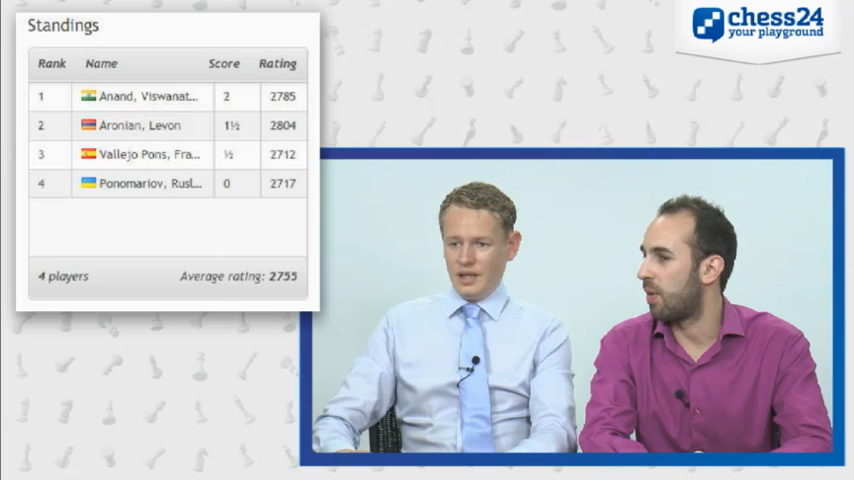 Standings
Rank Name Score Rating
1 Anand, Viswanat... 2 2785
2 Aronian, Levon 1½ 2804
3 Vallejo Pons, Fra... ½ 2712
4 Ponomariov, Rusl... 0 2717
4 players Average rating: 2755
chess24
your playground